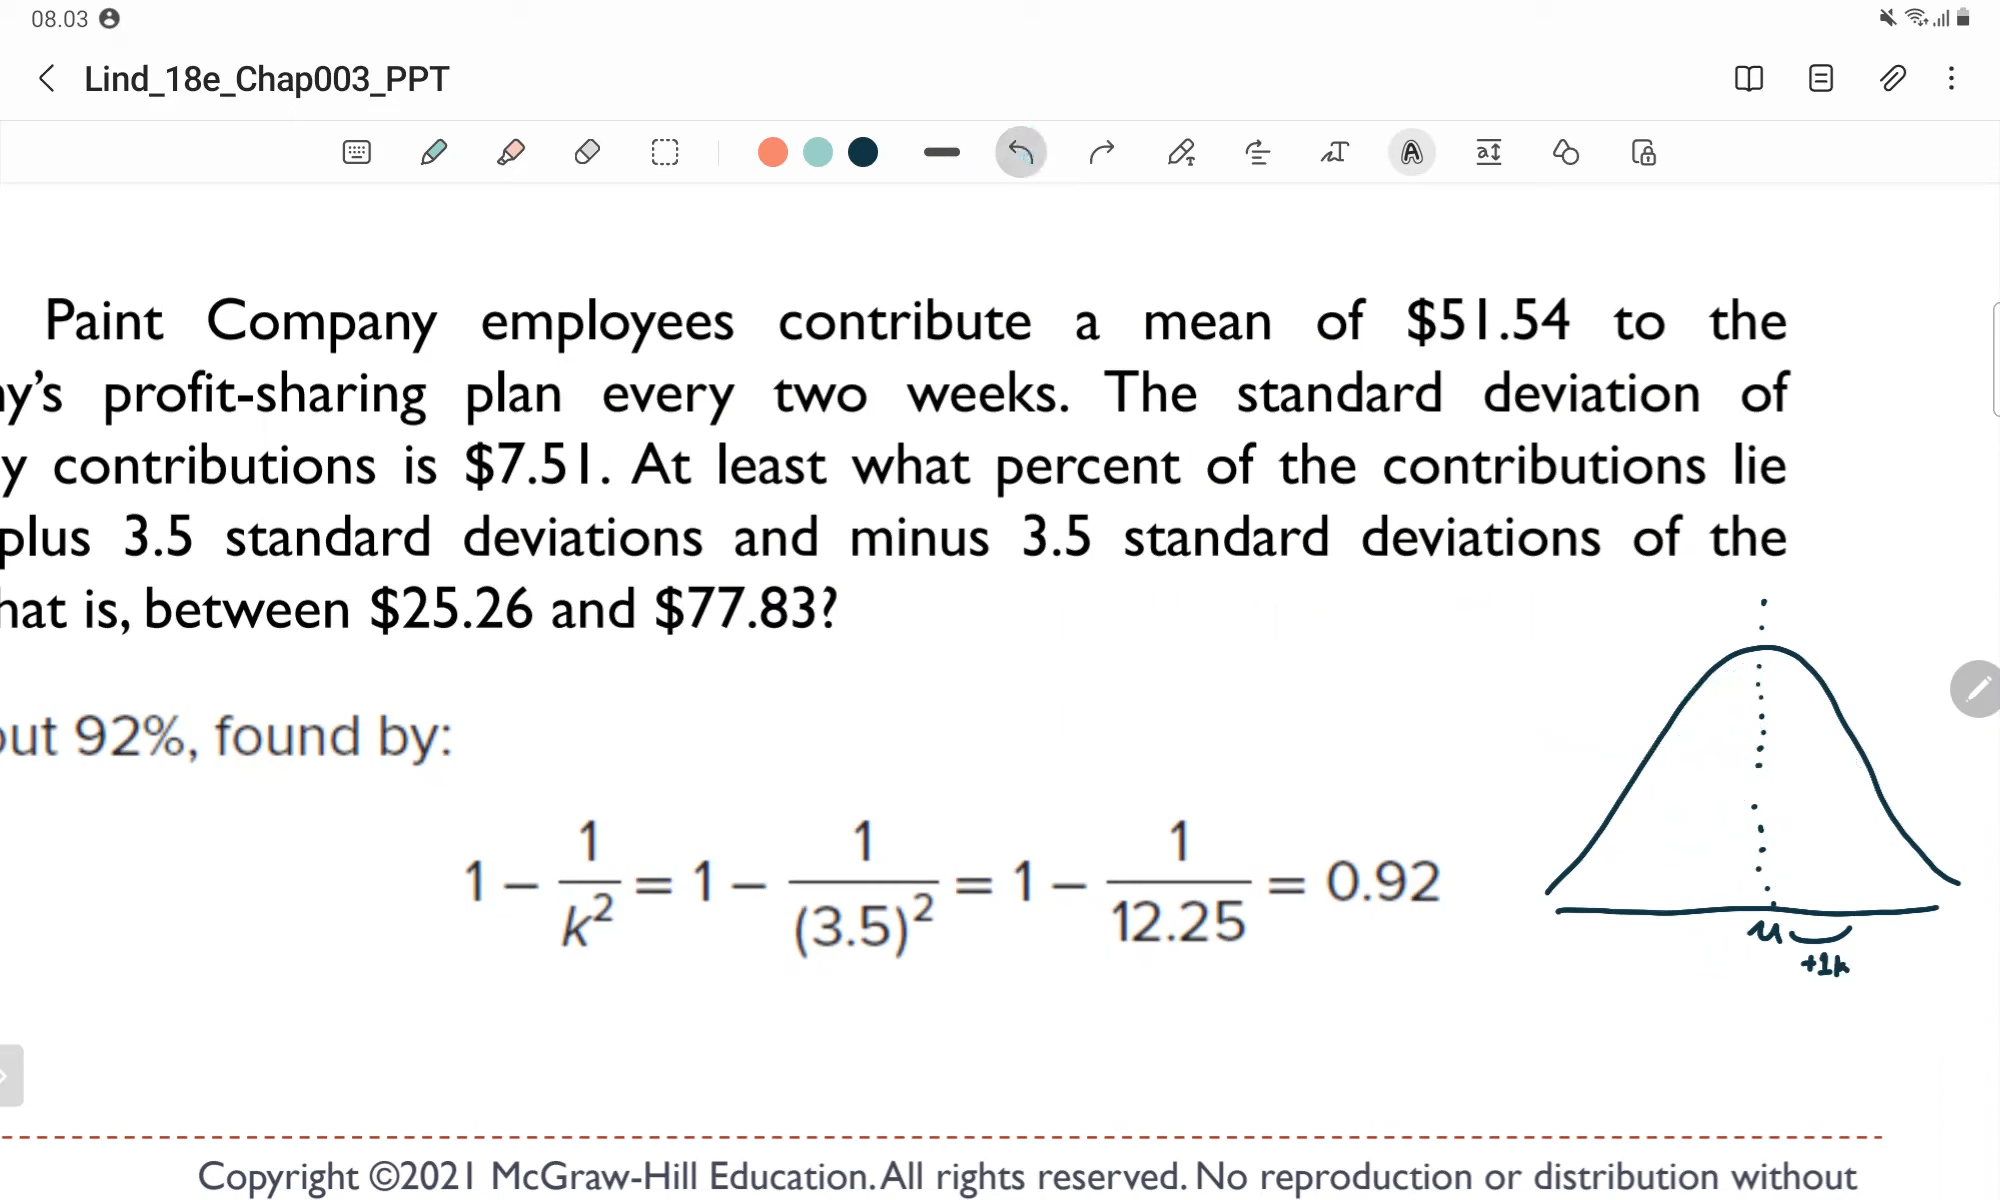 08.03
Lind_18e_Chap003_PPT
Paint Company employees contribute a mean of $51.54 to the
y's profit-sharing plan every two weeks. The standard deviation of
y contributions is $7.51. At least what percent of the contributions lie
plus 3.5 standard deviations and minus 3.5 standard deviations of the
hat is, between $25.26 and $77.83?
out 92%, found by:
1 − 1/k² = 1 − 1/(3.5)² = 1 − 1/12.25 = 0.92
μ
+1k
Copyright ©2021 McGraw-Hill Education. All rights reserved. No reproduction or distribution without